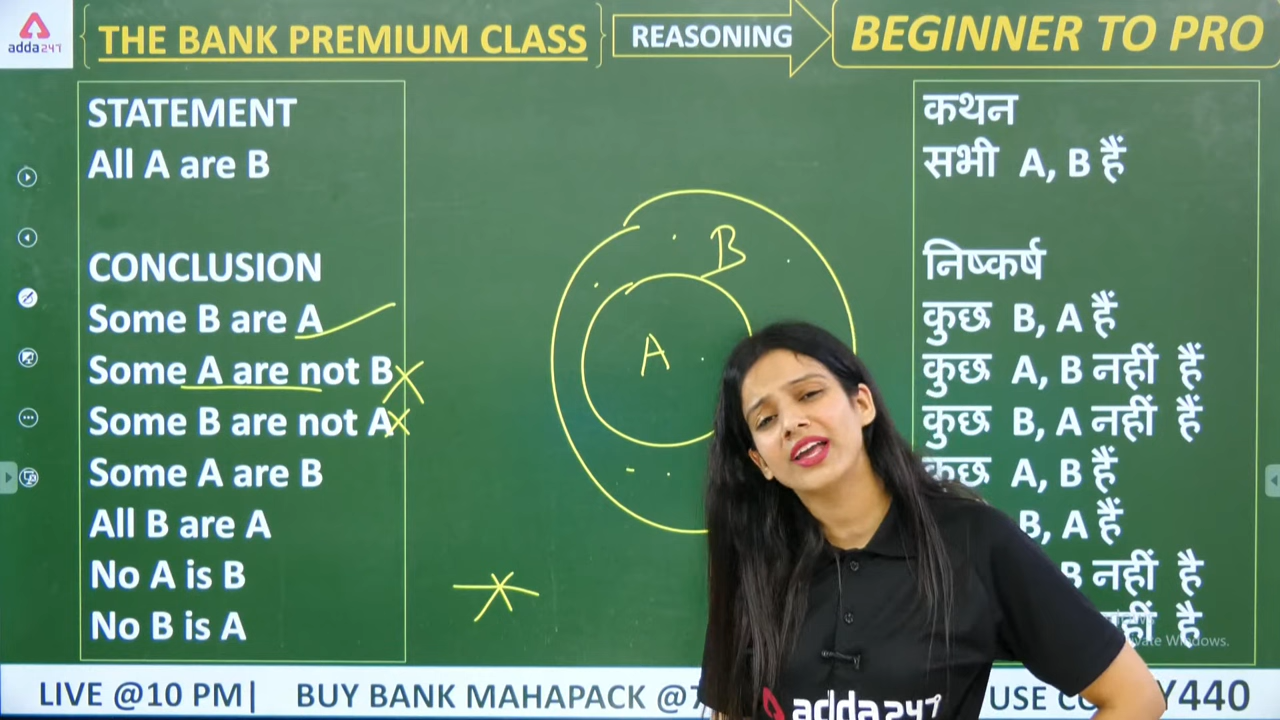 adda247
THE BANK PREMIUM CLASS
REASONING
BEGINNER TO PRO
STATEMENT
All A are B
CONCLUSION
Some B are A
Some A are not B
Some B are not A
Some A are B
All B are A
No A is B
No B is A
B
A
कथन
सभी A, B हैं
निष्कर्ष
कुछ B, A हैं
कुछ A, B नहीं हैं
कुछ B, A नहीं हैं
कुछ A, B हैं
B, A हैं
B नहीं है
है
Windows.
adda247
LIVE @10 PM| BUY BANK MAHAPACK @7
USE Y440